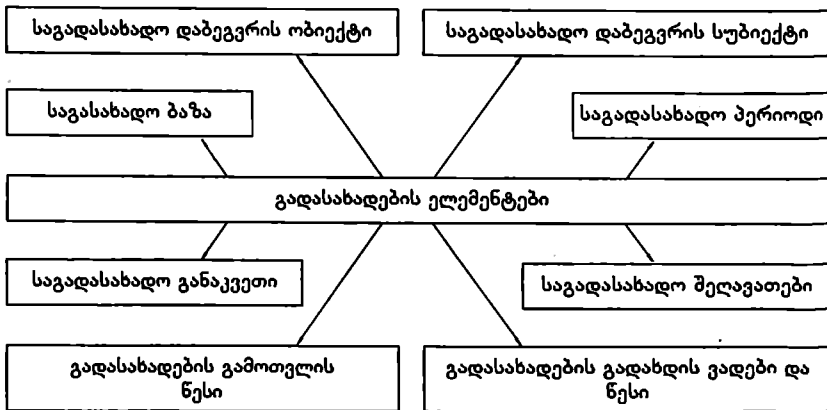 საგადასახადო დაბეგვრის ობიექტი
საგადასახადო დაბეგვრის სუბიექტი
საგასახადო ბაზა
საგადასახადო პერიოდი
გადასახადების ელემენტები
საგადასახადო განაკვეთი
საგადასახადო შეღავათები
გადასახადების გამოთვლის
წესი
გადასახადების გადახდის ვადები და
წესი